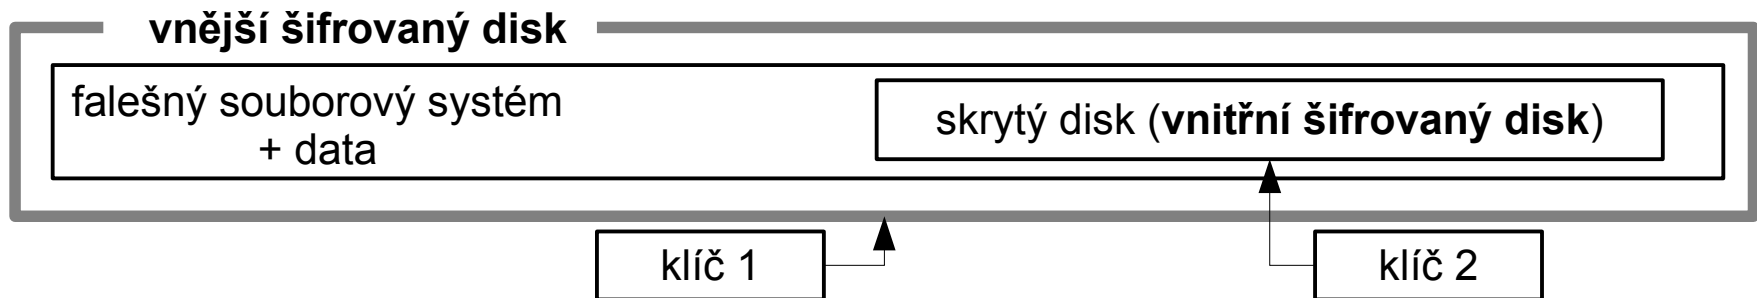 vnější šifrovaný disk
falešný souborový systém
+ data
skrytý disk (vnitřní šifrovaný disk)
klíč 1
klíč 2